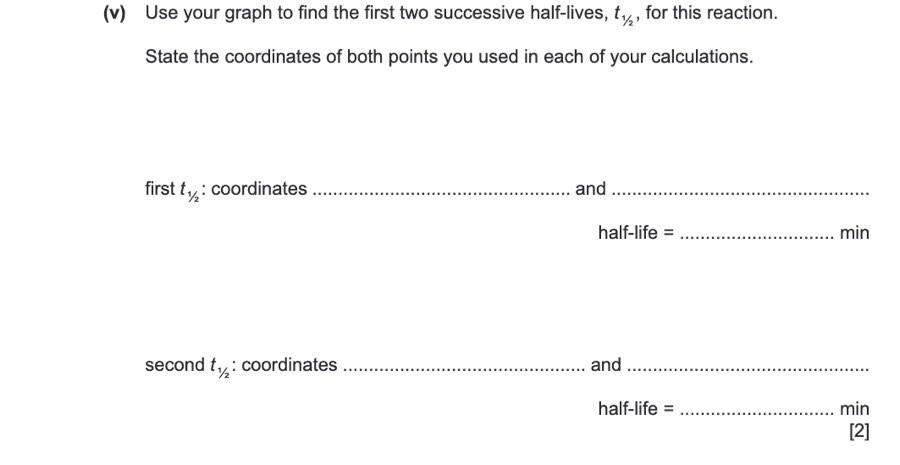 (v) Use your graph to find the first two successive half-lives, t½, for this reaction.
State the coordinates of both points you used in each of your calculations.
first t½: coordinates .................................................. and ..................................................
half-life = .............................. min
second t½: coordinates .............................................. and ...............................................
half-life = .............................. min
[2]